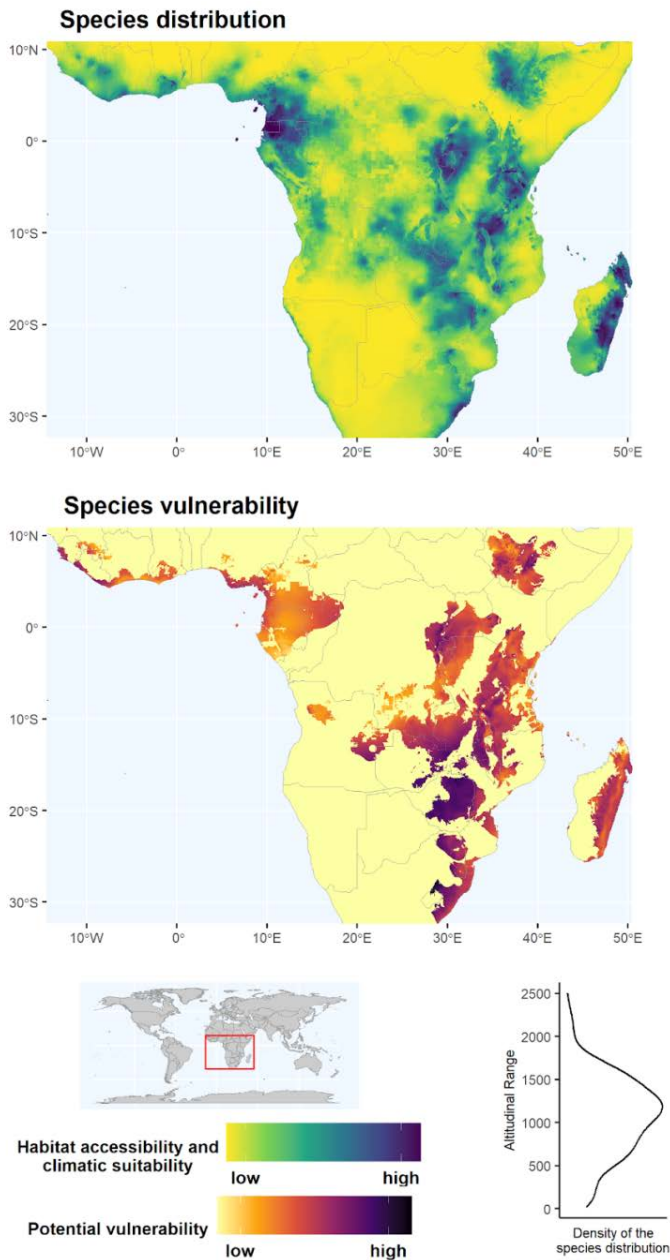 Species distribution
10°N
0°
10°S
20°S
30°S
10°W
0°
10°E
20°E
30°E
40°E
50°E
Species vulnerability
10°N
0°
10°S
20°S
30°S
10°W
0°
10°E
20°E
30°E
40°E
50°E
Habitat accessibility and
climatic suitability
low
high
Potential vulnerability
low
high
Altitudinal Range
2500
2000
1500
1000
500
0
Density of the
species distribution